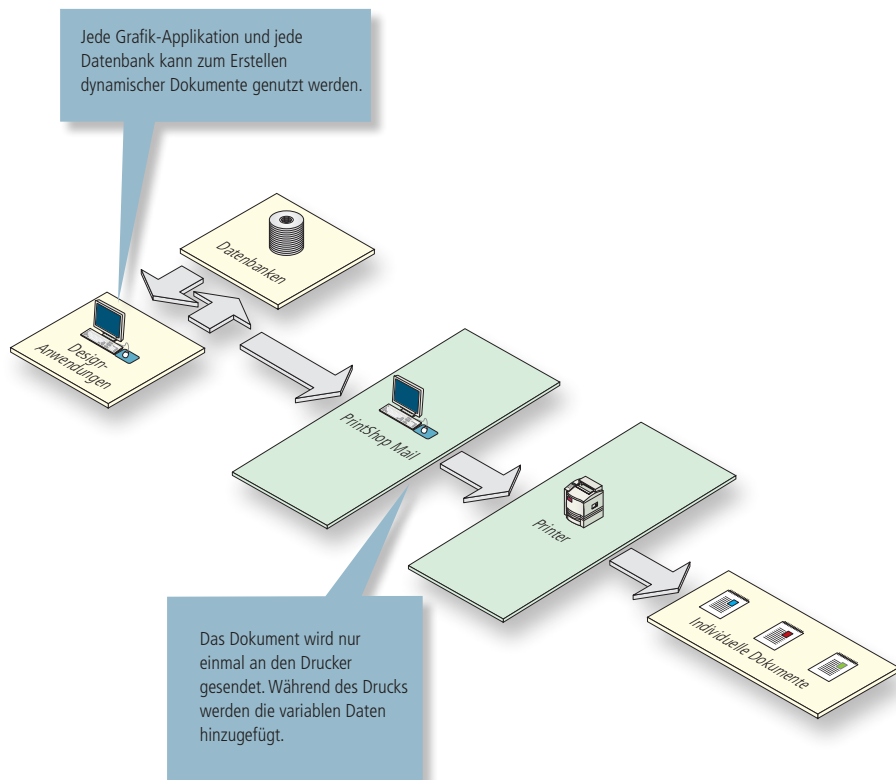 Jede Grafik-Applikation und jede
Datenbank kann zum Erstellen
dynamischer Dokumente genutzt werden.
Datenbanken
Design-
Anwendungen
PrintShop Mail
Printer
Individuelle Dokumente
Das Dokument wird nur
einmal an den Drucker
gesendet. Während des Drucks
werden die variablen Daten
hinzugefügt.